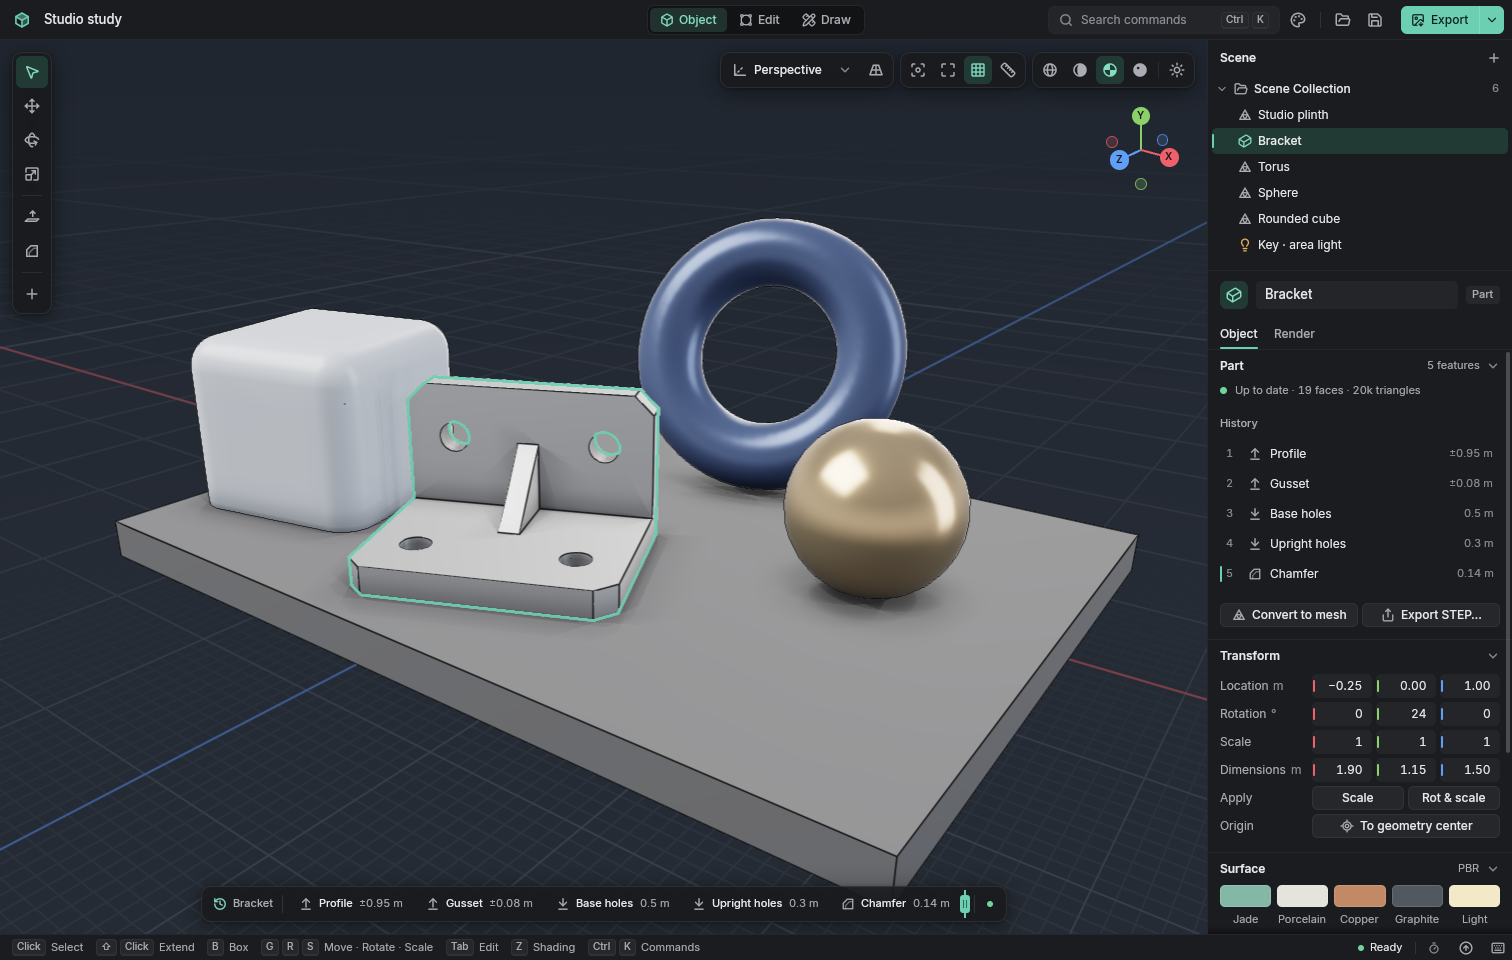 Studio study
Object
Edit
Draw
Search commands
Ctrl K
Export
Perspective
Y
Z
X
Scene
Scene Collection 6
Studio plinth
Bracket
Torus
Sphere
Rounded cube
Key · area light
Bracket Part
Object Render
Part 5 features
Up to date · 19 faces · 20k triangles
History
1 Profile ±0.95 m
2 Gusset ±0.08 m
3 Base holes 0.5 m
4 Upright holes 0.3 m
5 Chamfer 0.14 m
Convert to mesh Export STEP...
Transform
Location m −0.25 0.00 1.00
Rotation ° 0 24 0
Scale 1 1 1
Dimensions m 1.90 1.15 1.50
Apply Scale Rot & scale
Origin To geometry center
Surface PBR
Jade Porcelain Copper Graphite Light
Bracket Profile ±0.95 m Gusset ±0.08 m Base holes 0.5 m Upright holes 0.3 m Chamfer 0.14 m
Click Select Click Extend B Box G R S Move · Rotate · Scale Tab Edit Z Shading Ctrl K Commands
Ready